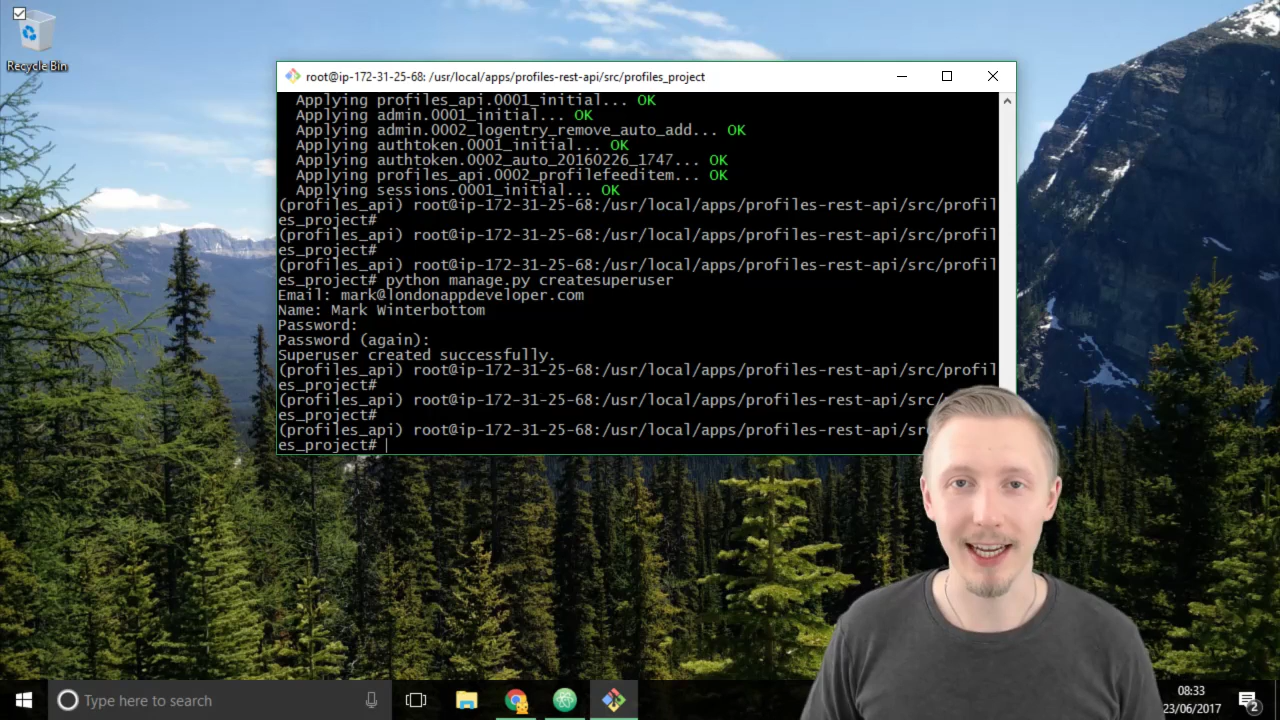 Recycle Bin
root@ip-172-31-25-68: /usr/local/apps/profiles-rest-api/src/profiles_project
Applying profiles_api.0001_initial... OK
Applying admin.0001_initial... OK
Applying admin.0002_logentry_remove_auto_add... OK
Applying authtoken.0001_initial... OK
Applying authtoken.0002_auto_20160226_1747... OK
Applying profiles_api.0002_profilefeeditem... OK
Applying sessions.0001_initial... OK
(profiles_api) root@ip-172-31-25-68:/usr/local/apps/profiles-rest-api/src/profil
es_project#
(profiles_api) root@ip-172-31-25-68:/usr/local/apps/profiles-rest-api/src/profil
es_project#
(profiles_api) root@ip-172-31-25-68:/usr/local/apps/profiles-rest-api/src/profil
es_project# python manage.py createsuperuser
Email: mark@londonappdeveloper.com
Name: Mark Winterbottom
Password:
Password (again):
Superuser created successfully.
(profiles_api) root@ip-172-31-25-68:/usr/local/apps/profiles-rest-api/src/profil
es_project#
(profiles_api) root@ip-172-31-25-68:/usr/local/apps/profiles-rest-api/src/
es_project#
(profiles_api) root@ip-172-31-25-68:/usr/local/apps/profiles-rest-api/src
es_project#
Type here to search
08:33
23/06/2017
2